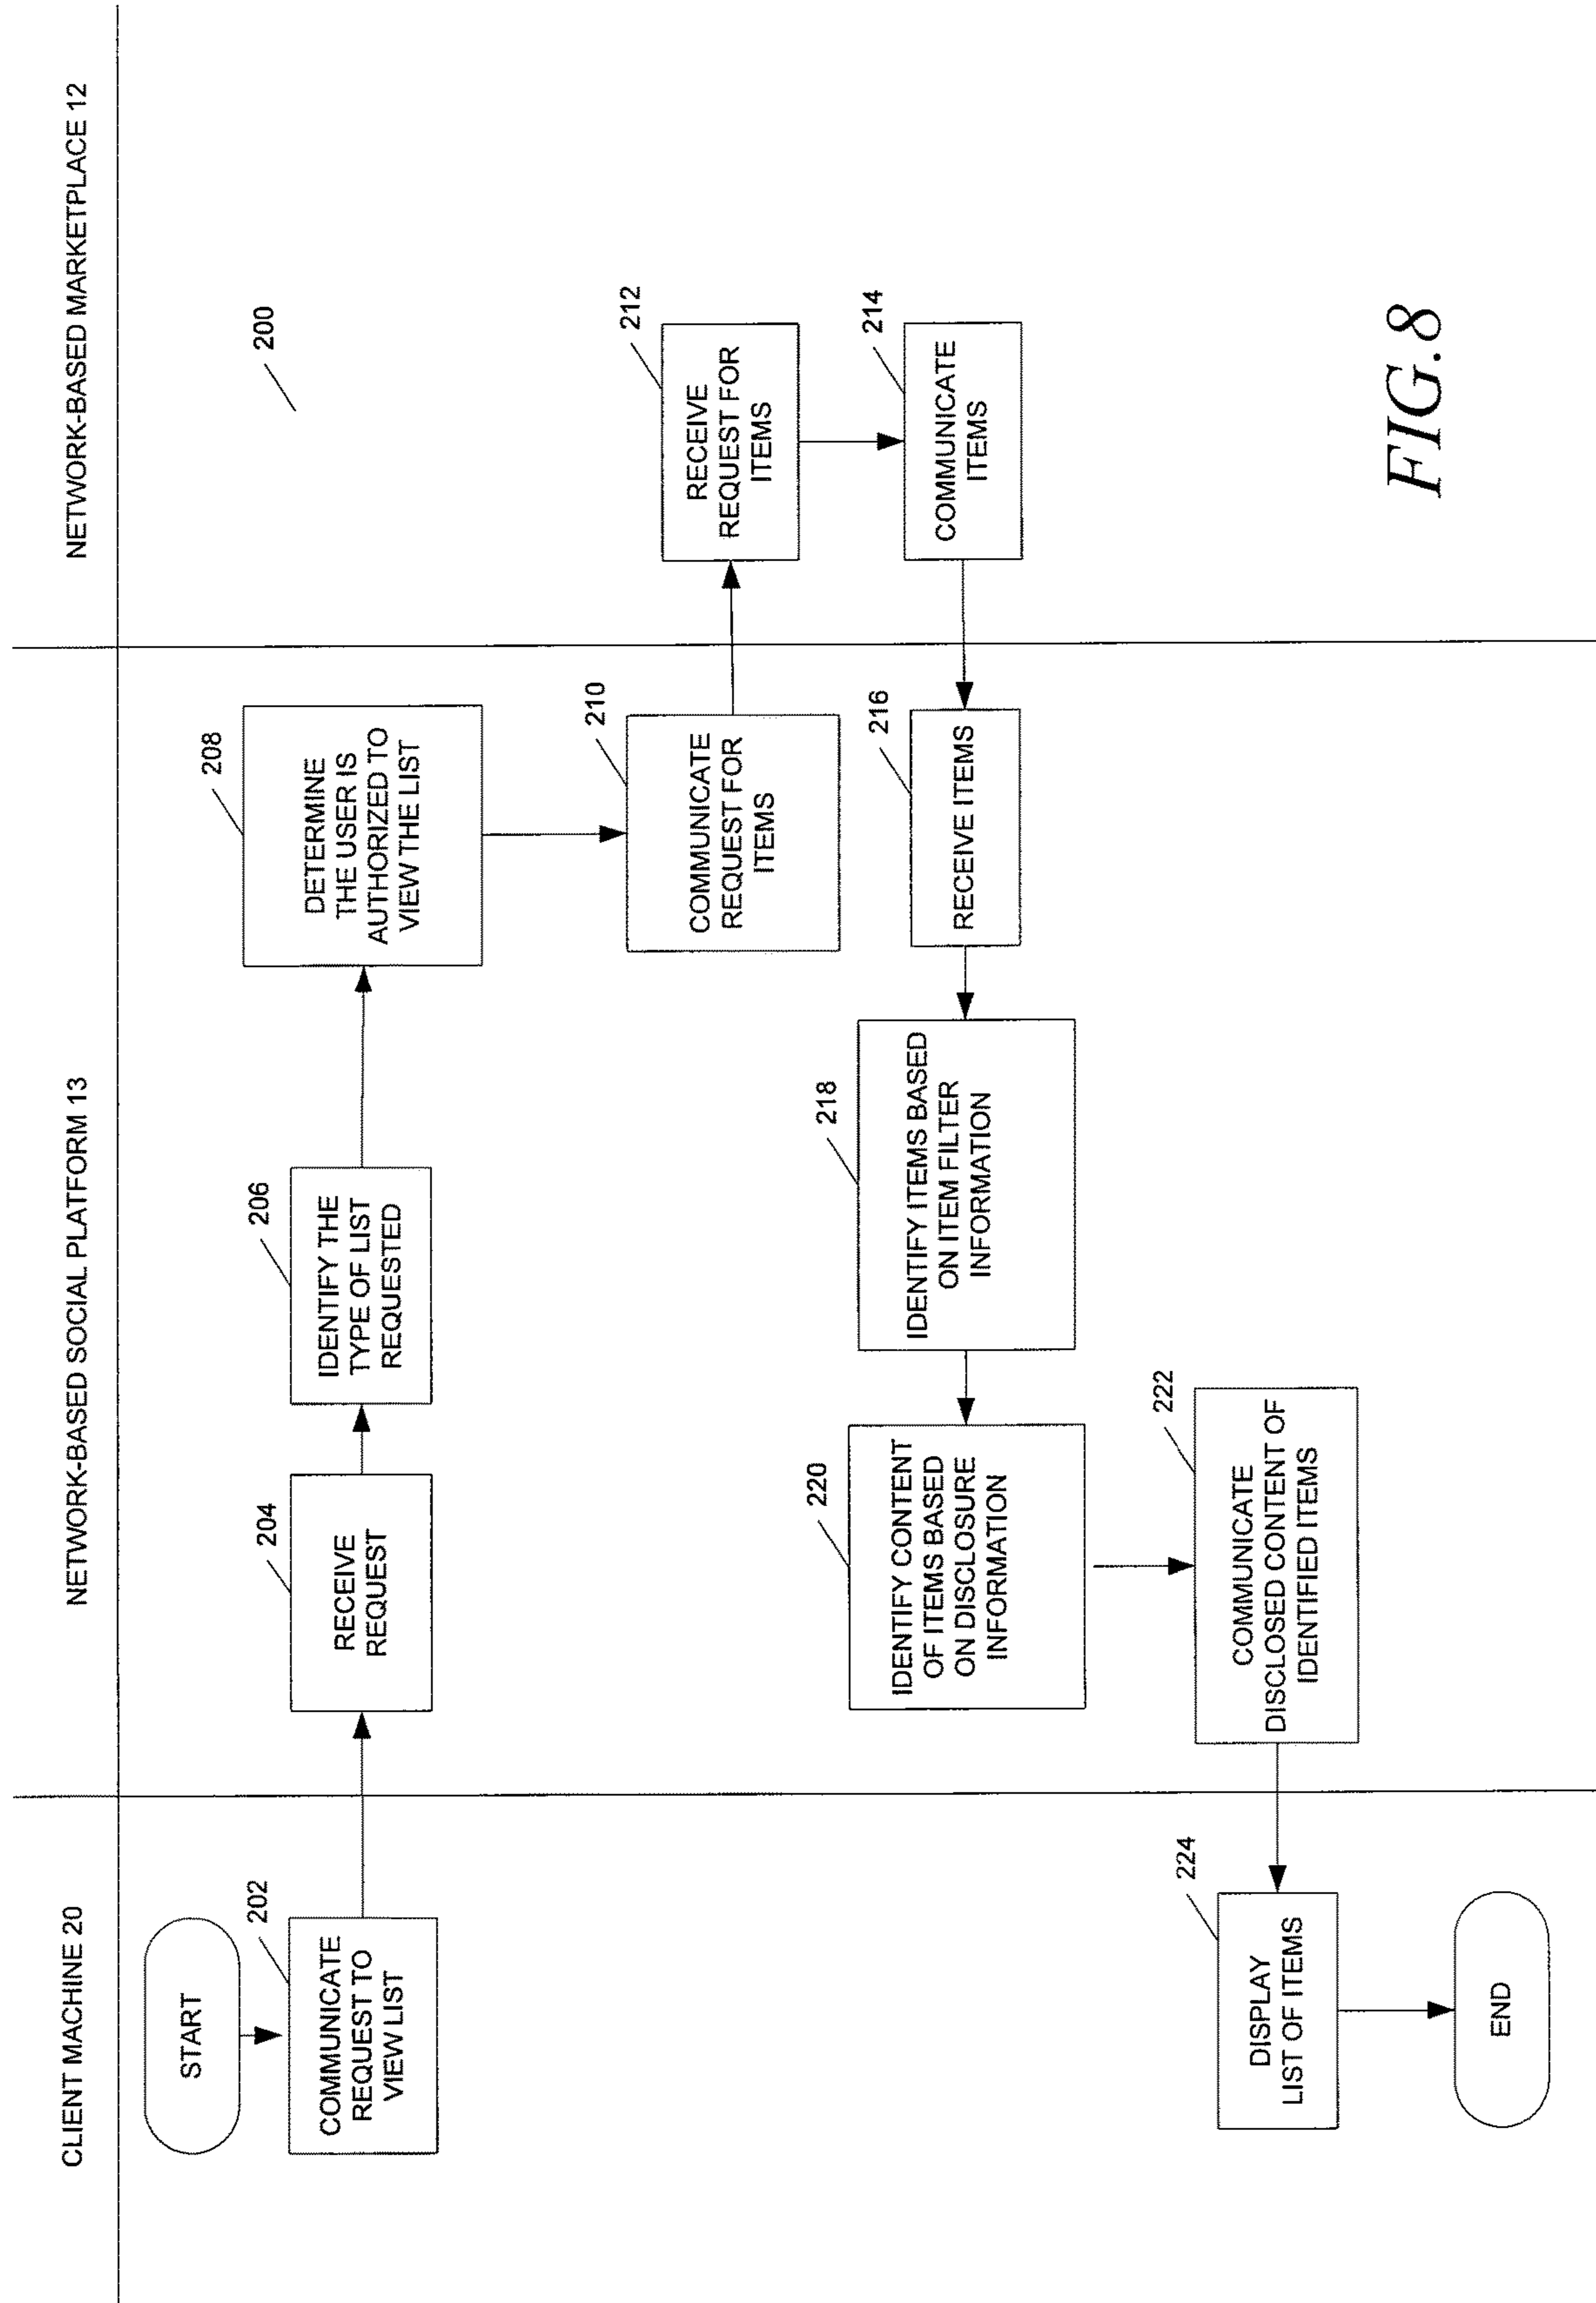 CLIENT MACHINE 20
NETWORK-BASED SOCIAL PLATFORM 13
NETWORK-BASED MARKETPLACE 12
START
202
COMMUNICATE
REQUEST TO
VIEW LIST
204
RECEIVE
REQUEST
206
IDENTIFY THE
TYPE OF LIST
REQUESTED
208
DETERMINE
THE USER IS
AUTHORIZED TO
VIEW THE LIST
200
210
COMMUNICATE
REQUEST FOR
ITEMS
212
RECEIVE
REQUEST FOR
ITEMS
214
COMMUNICATE
ITEMS
216
RECEIVE ITEMS
218
IDENTIFY ITEMS BASED
ON ITEM FILTER
INFORMATION
220
IDENTIFY CONTENT
OF ITEMS BASED
ON DISCLOSURE
INFORMATION
222
COMMUNICATE
DISCLOSED CONTENT OF
IDENTIFIED ITEMS
224
DISPLAY
LIST OF ITEMS
END
FIG.8